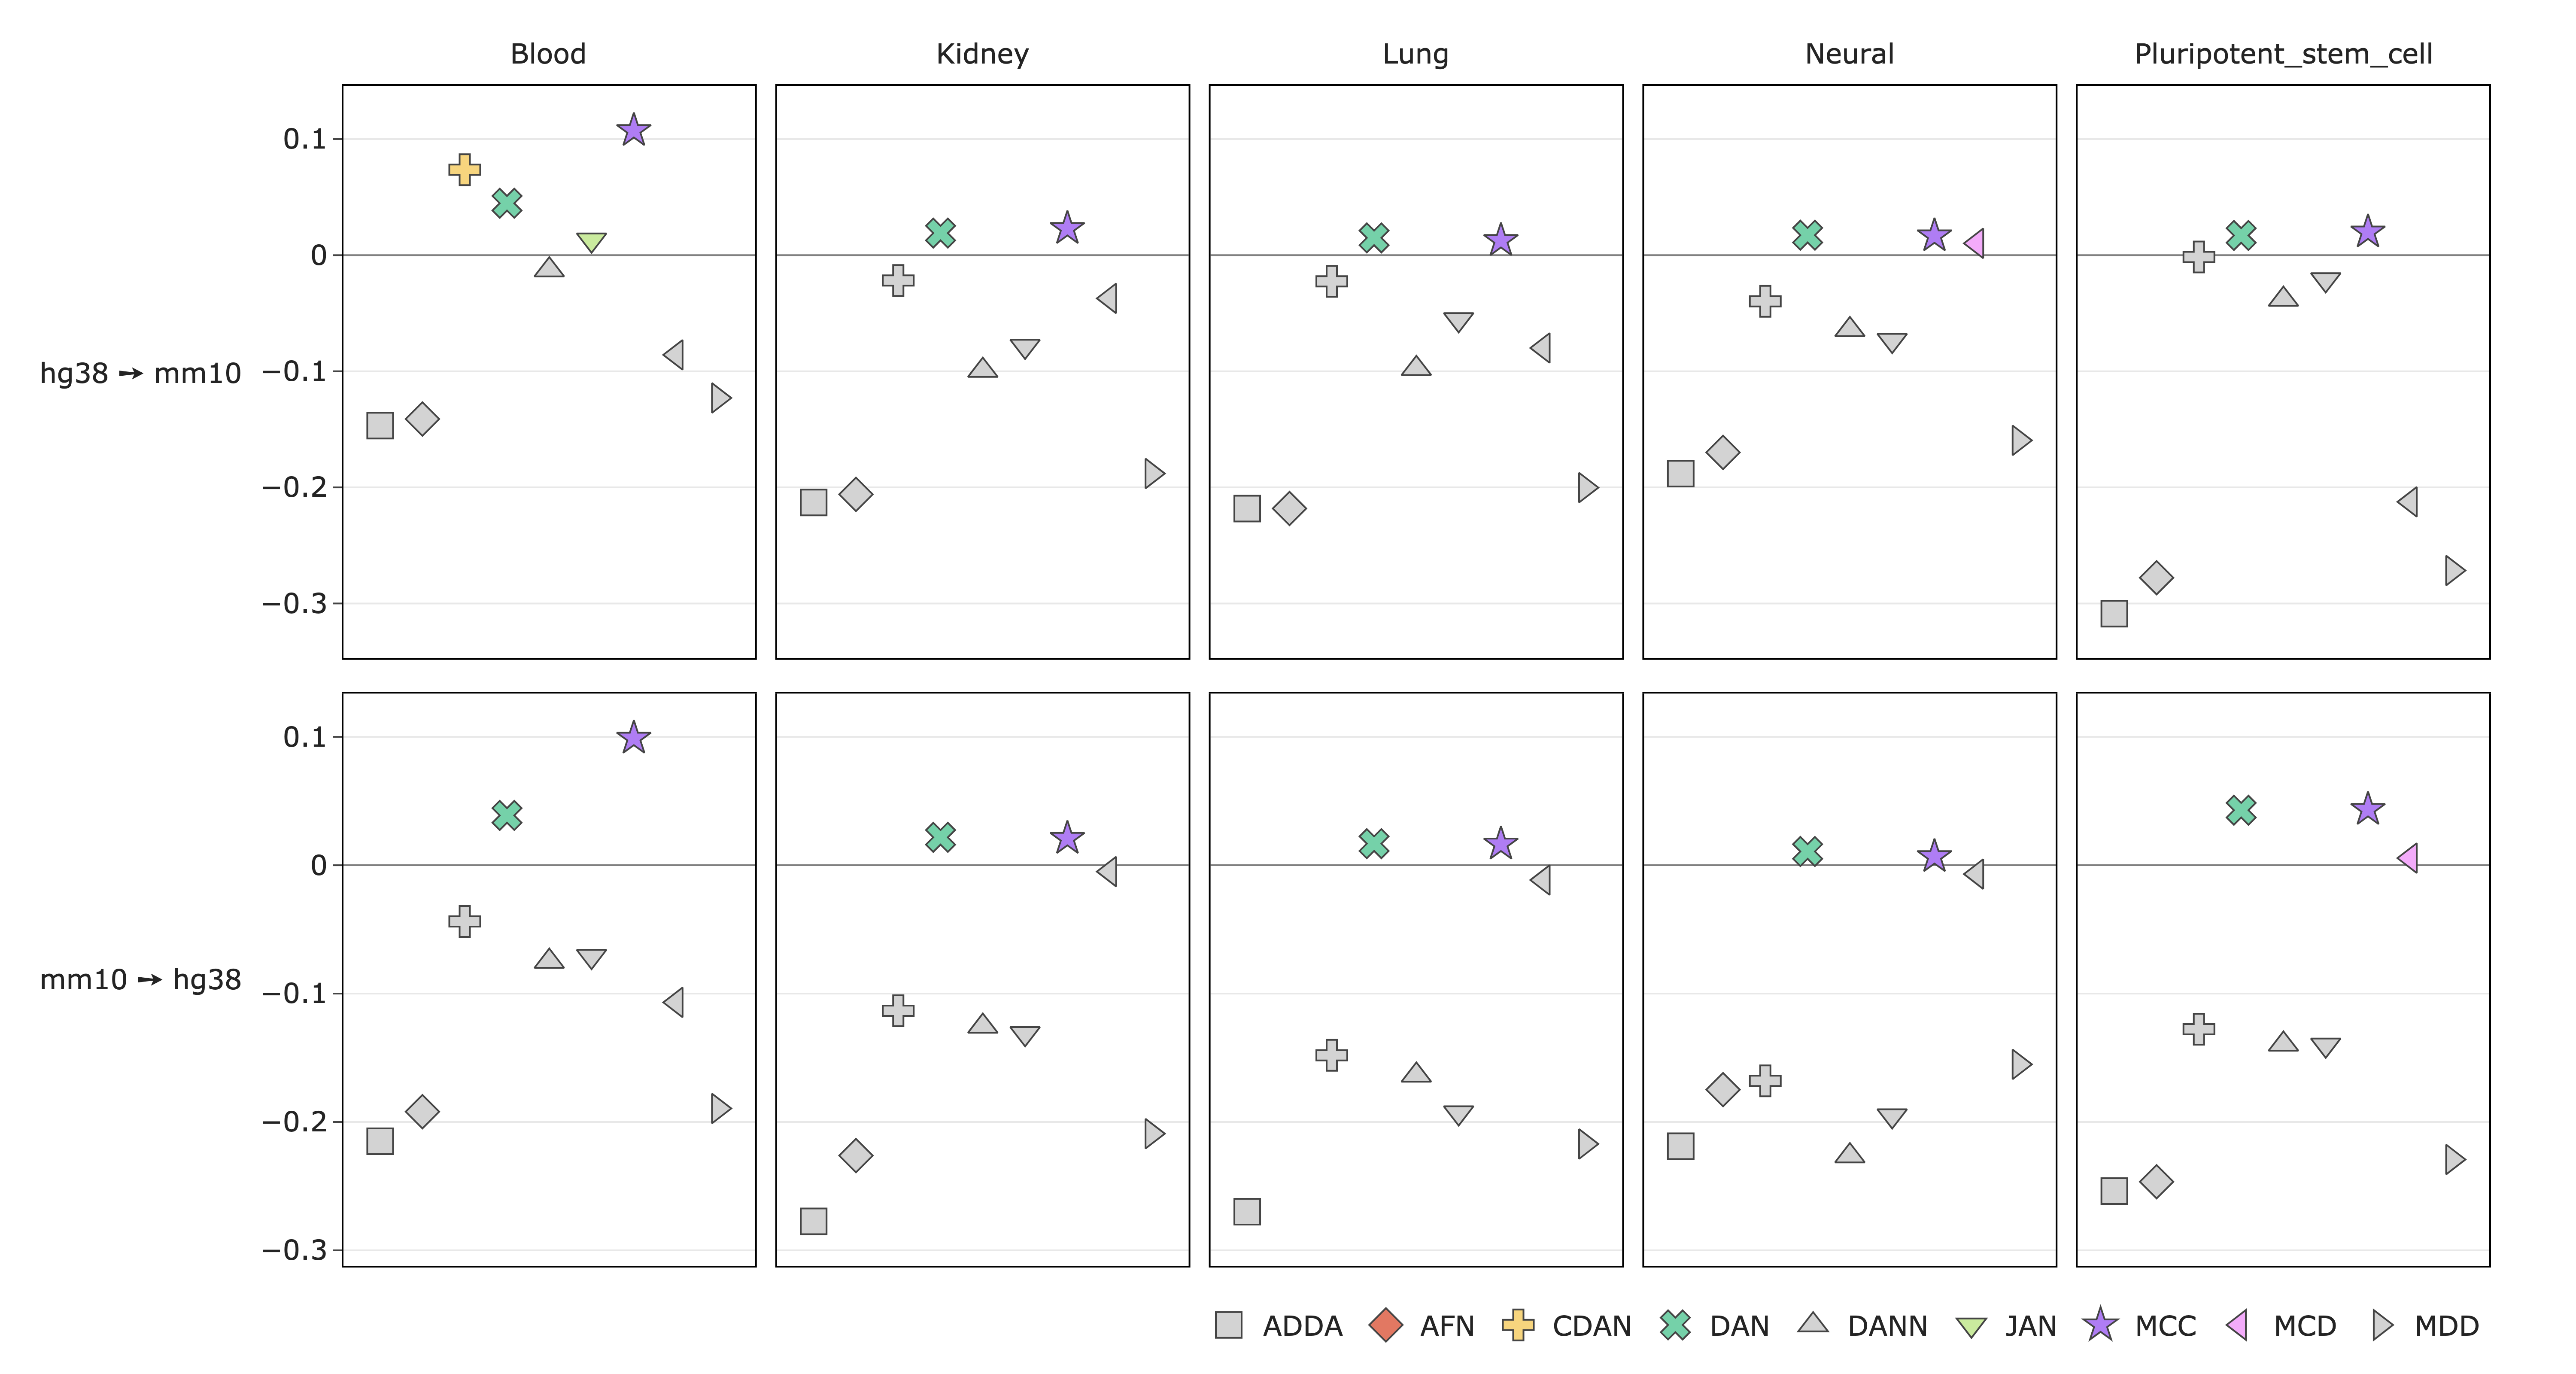 Blood Kidney Lung Neural Pluripotent_stem_cell
0.1
0
hg38 → mm10 −0.1
−0.2
−0.3
0.1
0
mm10 → hg38 −0.1
−0.2
−0.3
ADDA AFN CDAN DAN DANN JAN MCC MCD MDD